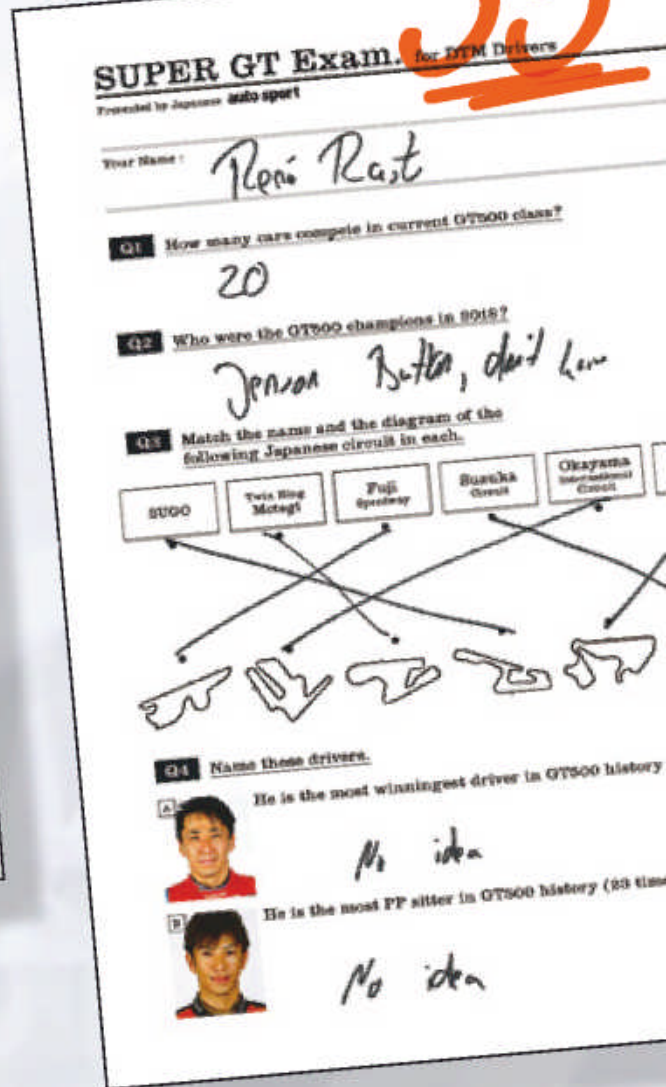 SUPER GT Exam. for DTM Drivers
Presented by Japanese auto sport
Your Name : René Rast
Q1 How many cars compete in current GT500 class?
20
Q2 Who were the GT500 champions in 2018?
Jenson Button,
Q3 Match the name and the diagram of the
following Japanese circuit in each.
SUGO
Twin Ring
Motegi
Fuji
Speedway
Suzuka
Circuit
Okayama
International
Circuit
Q4 Name these drivers.
A He is the most winningest driver in GT500 history
No idea
B He is the most PP sitter in GT500 history (23 time
No idea